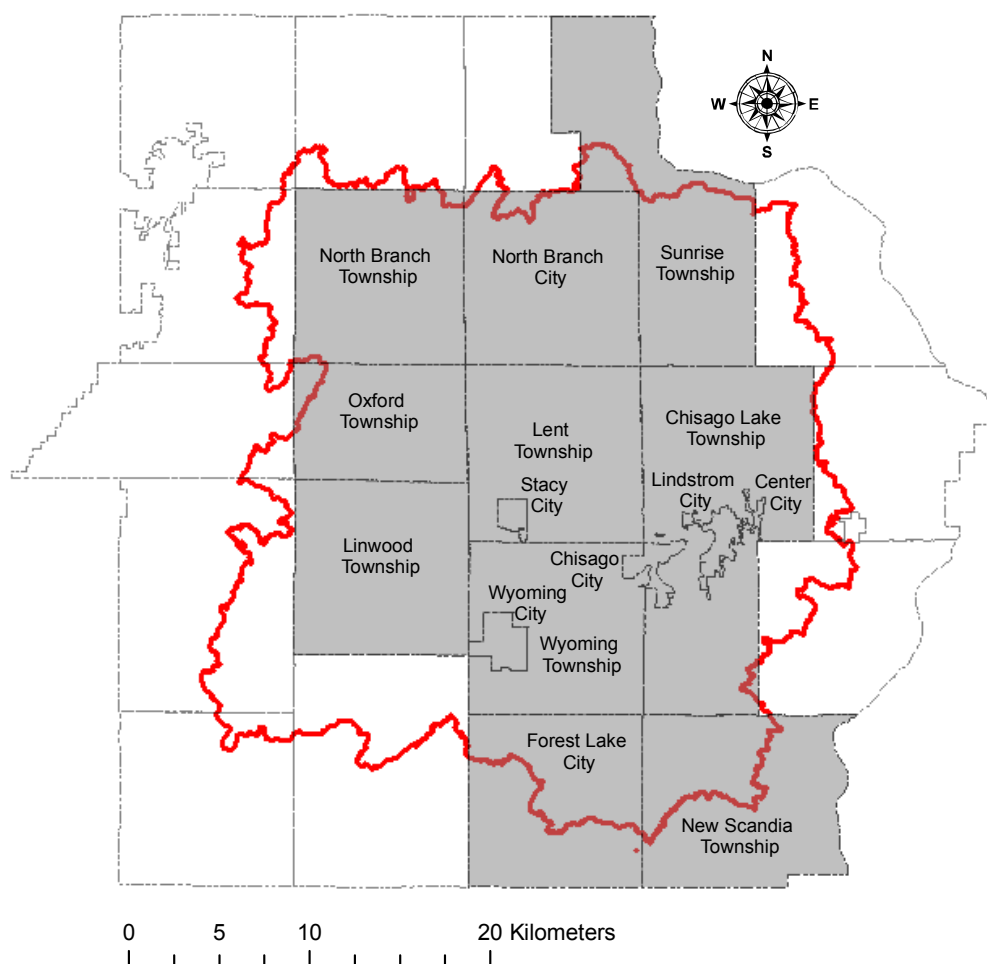 N
W
E
S
North Branch
Township
North Branch
City
Sunrise
Township
Oxford
Township
Lent
Township
Chisago Lake
Township
Stacy
City
Lindstrom
City
Center
City
Linwood
Township
Chisago
City
Wyoming
City
Wyoming
Township
Forest Lake
City
New Scandia
Township
0 5 10 20 Kilometers